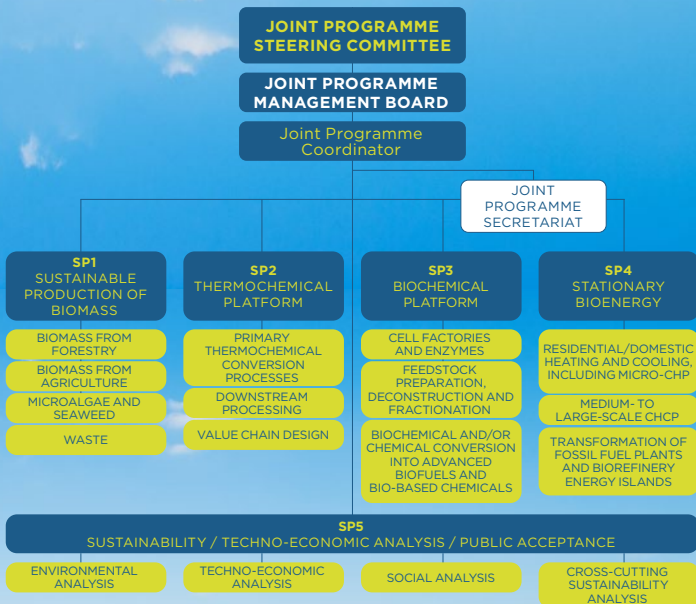 JOINT PROGRAMME
STEERING COMMITTEE
JOINT PROGRAMME
MANAGEMENT BOARD
Joint Programme
Coordinator
JOINT
PROGRAMME
SECRETARIAT
SP1
SUSTAINABLE
PRODUCTION OF
BIOMASS
BIOMASS FROM
FORESTRY
BIOMASS FROM
AGRICULTURE
MICROALGAE AND
SEAWEED
WASTE
SP2
THERMOCHEMICAL
PLATFORM
PRIMARY
THERMOCHEMICAL
CONVERSION
PROCESSES
DOWNSTREAM
PROCESSING
VALUE CHAIN DESIGN
SP3
BIOCHEMICAL
PLATFORM
CELL FACTORIES
AND ENZYMES
FEEDSTOCK
PREPARATION,
DECONSTRUCTION AND
FRACTIONATION
BIOCHEMICAL AND/OR
CHEMICAL CONVERSION
INTO ADVANCED
BIOFUELS AND
BIO-BASED CHEMICALS
SP4
STATIONARY
BIOENERGY
RESIDENTIAL/DOMESTIC
HEATING AND COOLING,
INCLUDING MICRO-CHP
MEDIUM- TO
LARGE-SCALE CHCP
TRANSFORMATION OF
FOSSIL FUEL PLANTS
AND BIOREFINERY
ENERGY ISLANDS
SP5
SUSTAINABILITY / TECHNO-ECONOMIC ANALYSIS / PUBLIC ACCEPTANCE
ENVIRONMENTAL
ANALYSIS
TECHNO-ECONOMIC
ANALYSIS
SOCIAL ANALYSIS
CROSS-CUTTING
SUSTAINABILITY
ANALYSIS